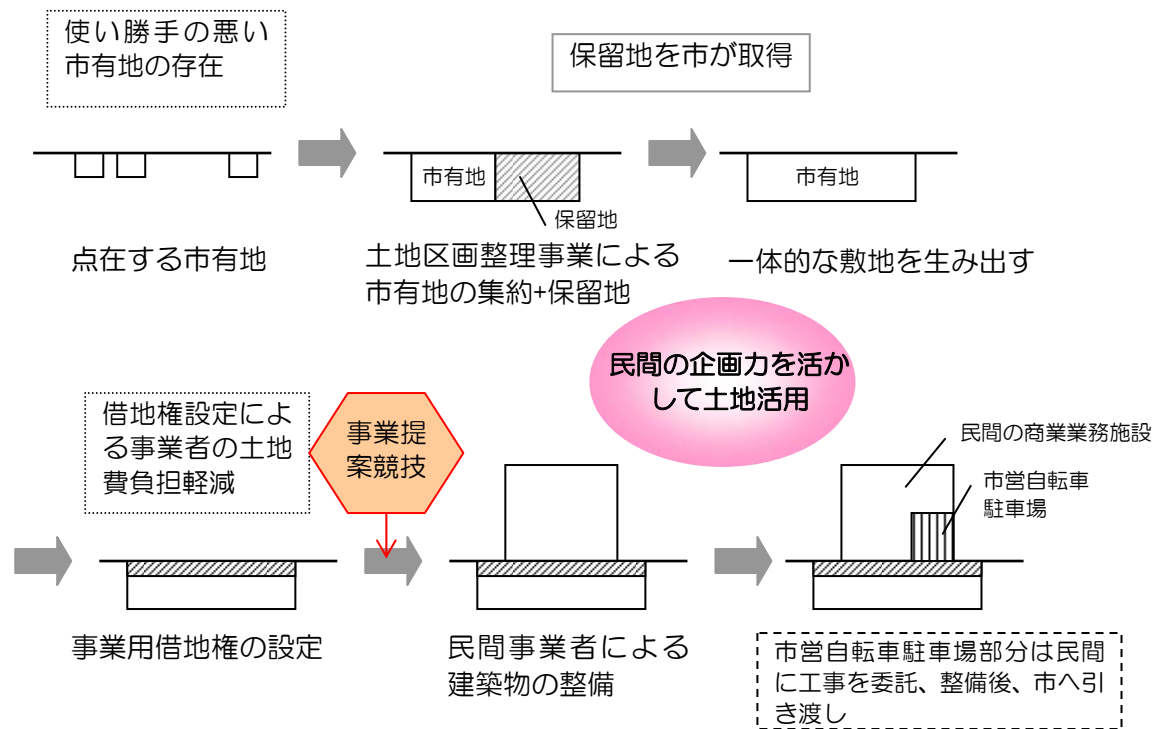 使い勝手の悪い
市有地の存在
保留地を市が取得
市有地
保留地
市有地
点在する市有地
土地区画整理事業による
市有地の集約+保留地
一体的な敷地を生み出す
民間の企画力を活か
して土地活用
借地権設定によ
る事業者の土地
費負担軽減
事業提
案競技
民間の商業業務施設
市営自転車
駐車場
事業用借地権の設定
民間事業者による
建築物の整備
市営自転車駐車場部分は民間
に工事を委託、整備後、市へ引
き渡し